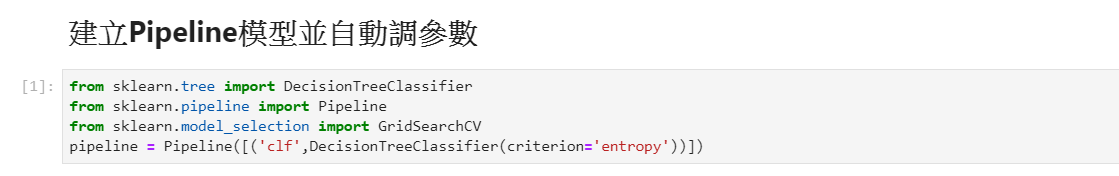 建立Pipeline模型並自動調參數
[1]: from sklearn.tree import DecisionTreeClassifier
from sklearn.pipeline import Pipeline
from sklearn.model_selection import GridSearchCV
pipeline = Pipeline([('clf',DecisionTreeClassifier(criterion='entropy'))])